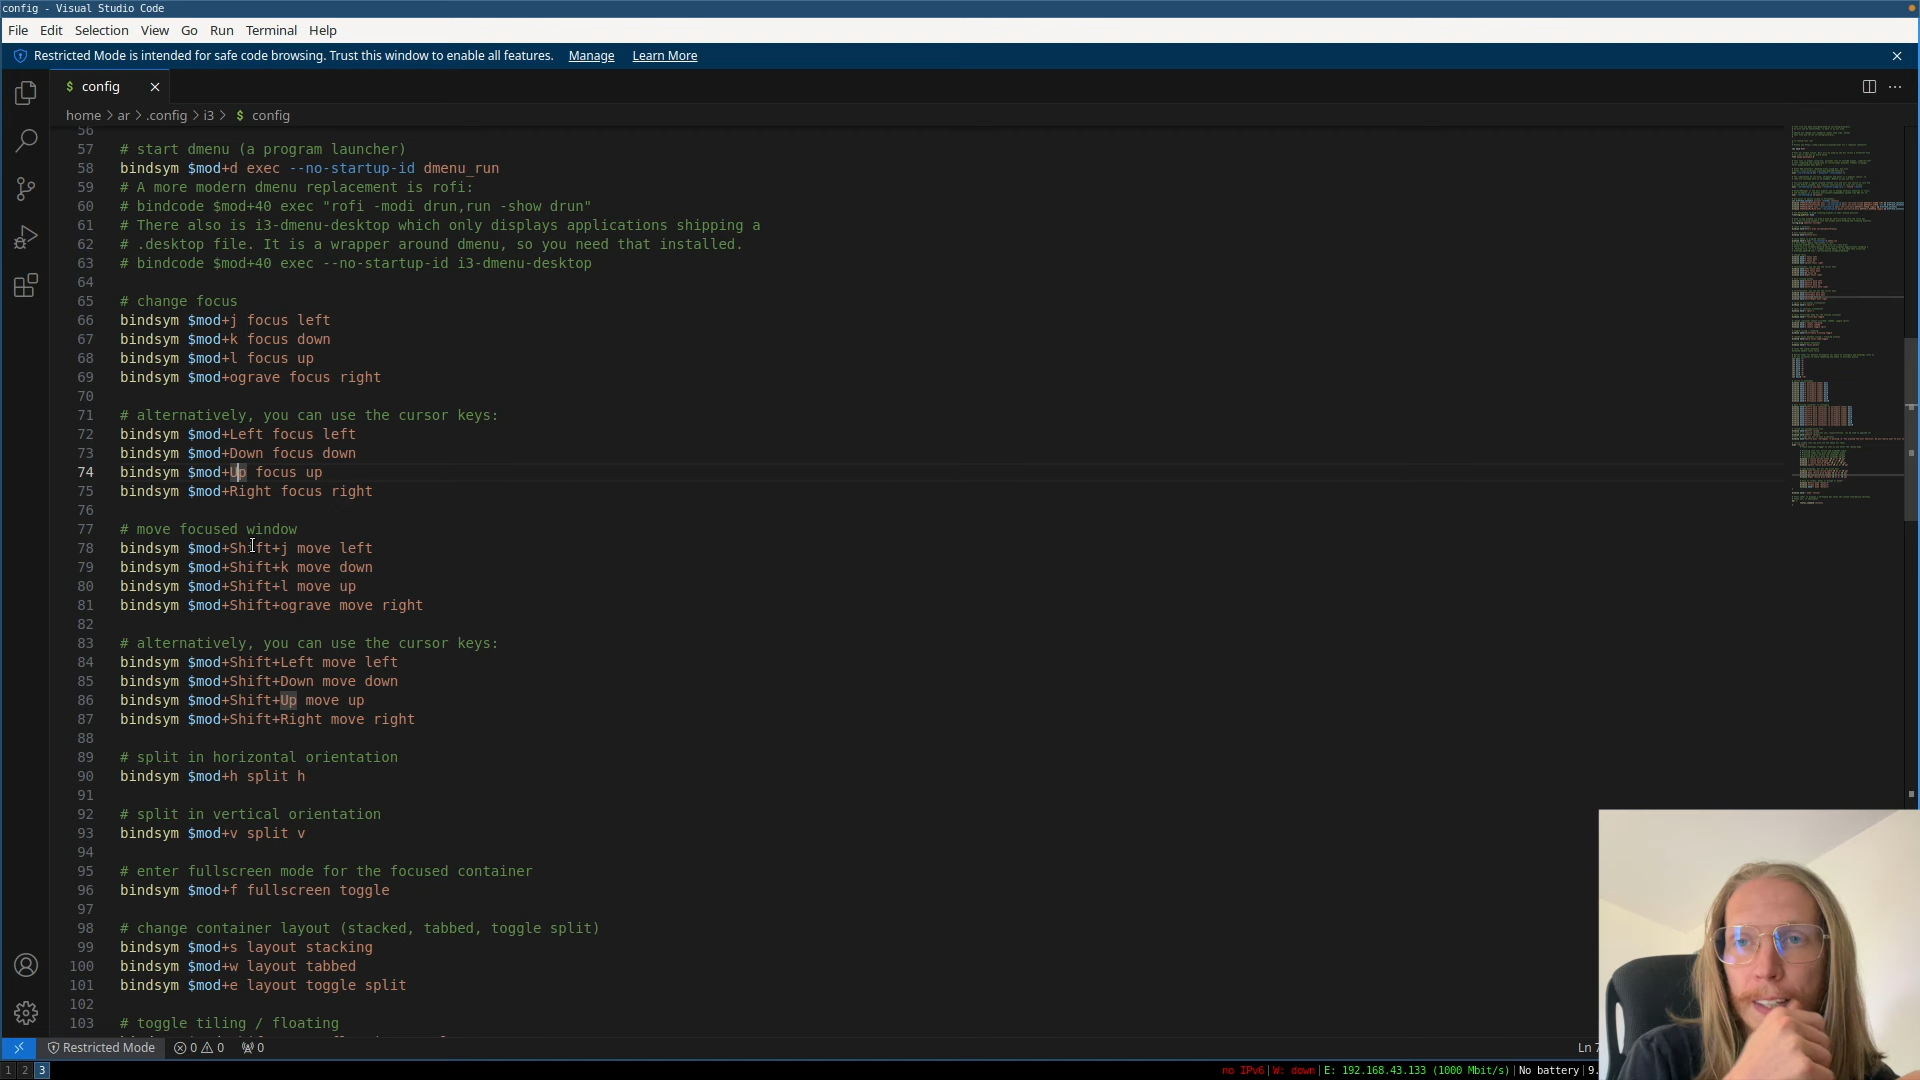 config - Visual Studio Code
File Edit Selection View Go Run Terminal Help
Restricted Mode is intended for safe code browsing. Trust this window to enable all features. Manage Learn More
$ config
home > ar > .config > i3 > $ config
56
57 # start dmenu (a program launcher)
58 bindsym $mod+d exec --no-startup-id dmenu_run
59 # A more modern dmenu replacement is rofi:
60 # bindcode $mod+40 exec "rofi -modi drun,run -show drun"
61 # There also is i3-dmenu-desktop which only displays applications shipping a
62 # .desktop file. It is a wrapper around dmenu, so you need that installed.
63 # bindcode $mod+40 exec --no-startup-id i3-dmenu-desktop
64
65 # change focus
66 bindsym $mod+j focus left
67 bindsym $mod+k focus down
68 bindsym $mod+l focus up
69 bindsym $mod+ograve focus right
70
71 # alternatively, you can use the cursor keys:
72 bindsym $mod+Left focus left
73 bindsym $mod+Down focus down
74 bindsym $mod+Up focus up
75 bindsym $mod+Right focus right
76
77 # move focused window
78 bindsym $mod+Shift+j move left
79 bindsym $mod+Shift+k move down
80 bindsym $mod+Shift+l move up
81 bindsym $mod+Shift+ograve move right
82
83 # alternatively, you can use the cursor keys:
84 bindsym $mod+Shift+Left move left
85 bindsym $mod+Shift+Down move down
86 bindsym $mod+Shift+Up move up
87 bindsym $mod+Shift+Right move right
88
89 # split in horizontal orientation
90 bindsym $mod+h split h
91
92 # split in vertical orientation
93 bindsym $mod+v split v
94
95 # enter fullscreen mode for the focused container
96 bindsym $mod+f fullscreen toggle
97
98 # change container layout (stacked, tabbed, toggle split)
99 bindsym $mod+s layout stacking
100 bindsym $mod+w layout tabbed
101 bindsym $mod+e layout toggle split
102
103 # toggle tiling / floating
Restricted Mode 0 0 0 Ln 7
1 2 3 no IPv6|W: down|E: 192.168.43.133 (1000 Mbit/s)|No battery|9.